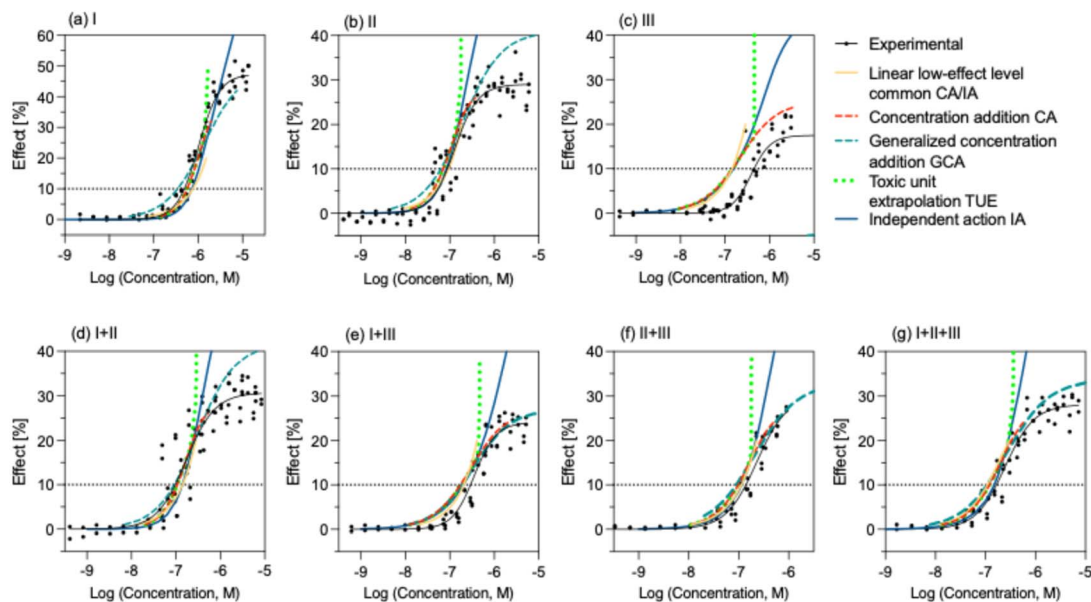 (a) I
60
50
40
30
20
10
0
Effect [%]
-9 -8 -7 -6 -5
Log (Concentration, M)
(b) II
40
30
20
10
0
Effect [%]
-9 -8 -7 -6 -5
Log (Concentration, M)
(c) III
40
30
20
10
0
Effect [%]
-9 -8 -7 -6 -5
Log (Concentration, M)
Experimental
Linear low-effect level
common CA/IA
Concentration addition CA
Generalized concentration
addition GCA
Toxic unit
extrapolation TUE
Independent action IA
(d) I+II
40
30
20
10
0
Effect [%]
-9 -8 -7 -6 -5
Log (Concentration, M)
(e) I+III
40
30
20
10
0
Effect [%]
-9 -8 -7 -6 -5
Log (Concentration, M)
(f) II+III
40
30
20
10
0
Effect [%]
-9 -8 -7 -6
Log (Concentration, M)
(g) I+II+III
40
30
20
10
0
Effect [%]
-9 -8 -7 -6 -5
Log (Concentration, M)